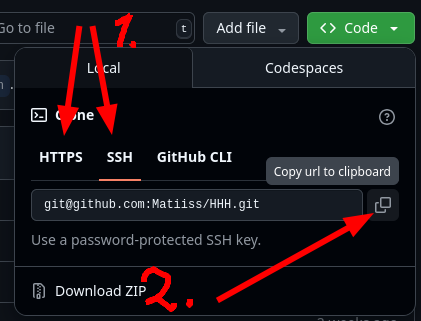 Go to file t Add file Code
1.
Local Codespaces
Clone
HTTPS SSH GitHub CLI
Copy url to clipboard
git@github.com:Matiiss/HHH.git
Use a password-protected SSH key.
Download ZIP
2.